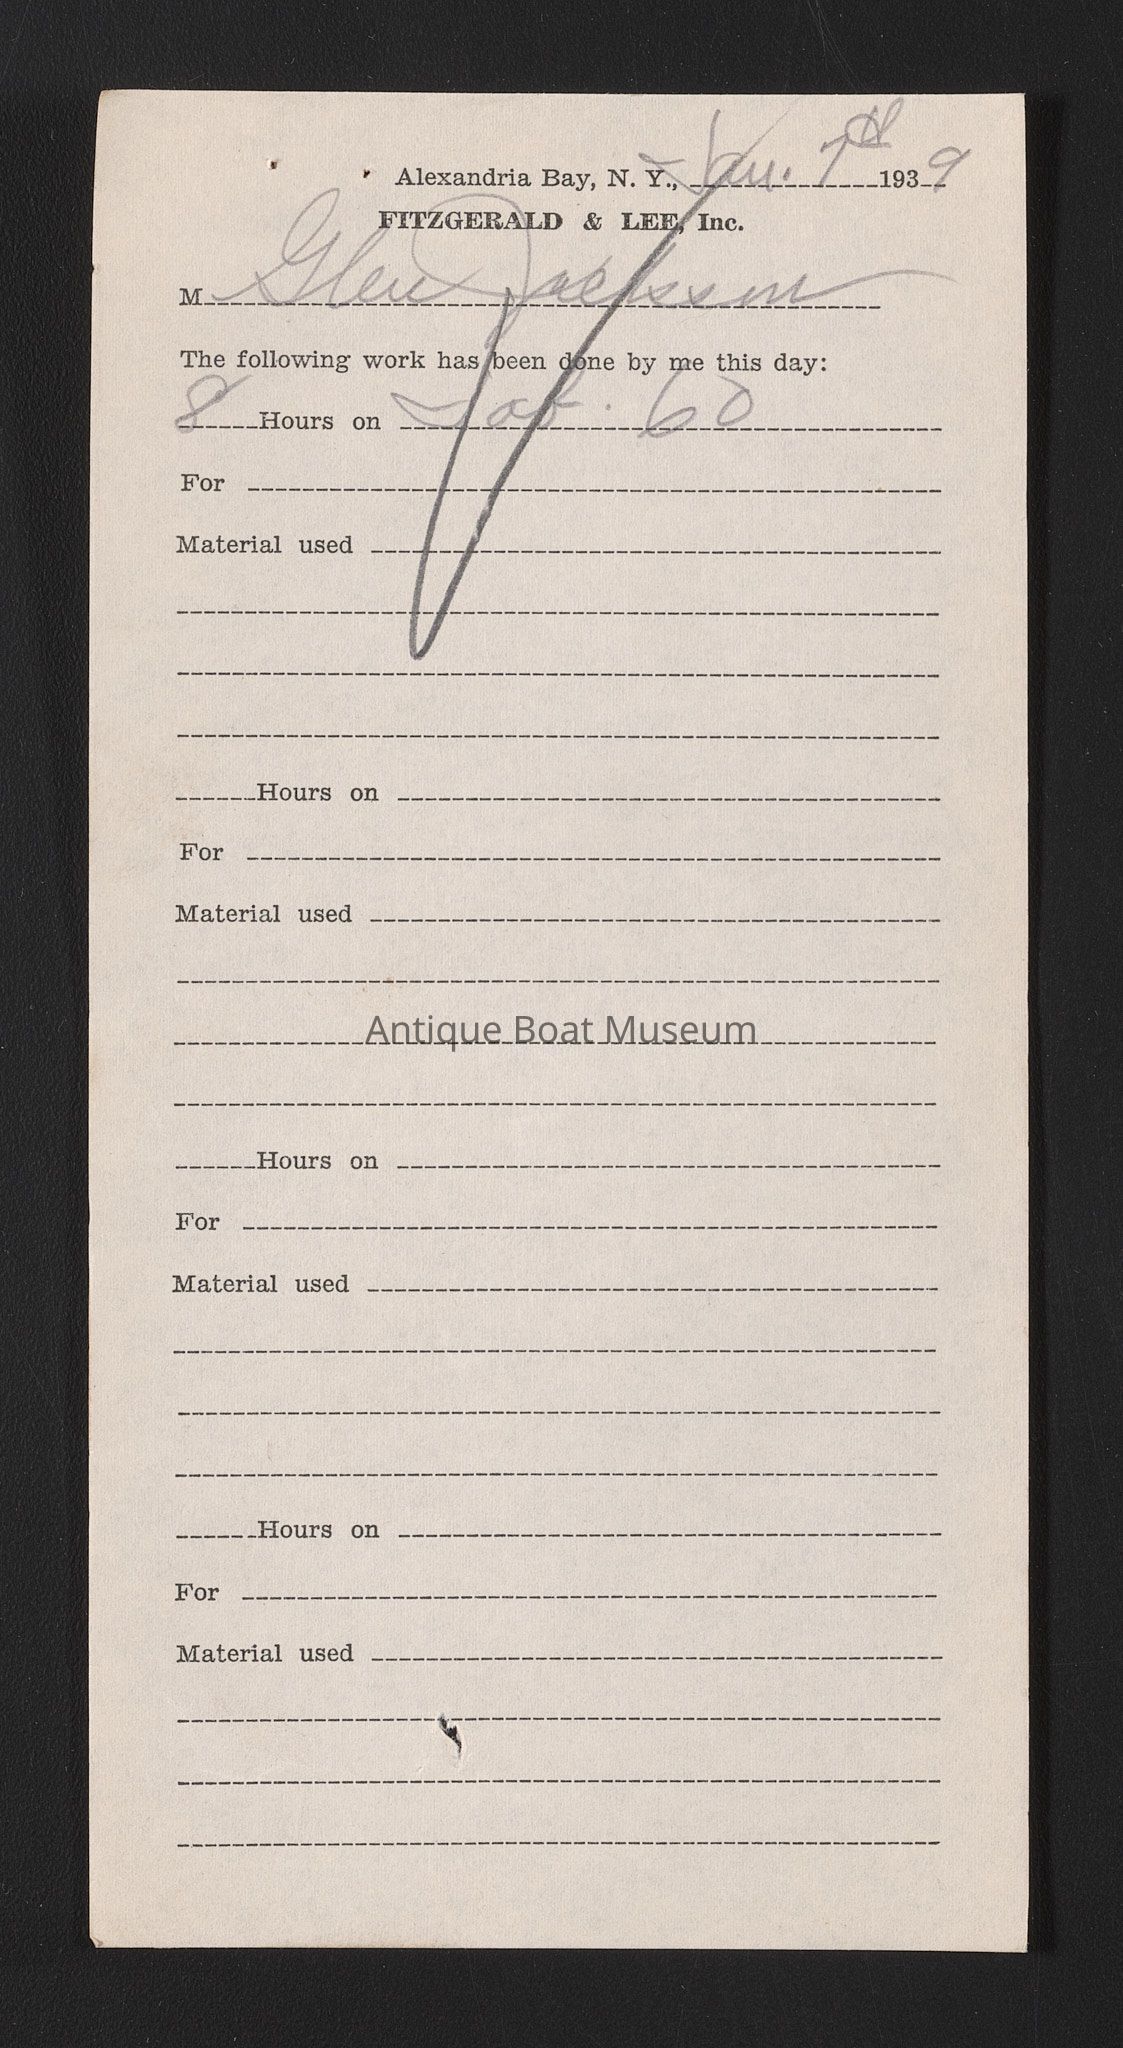 Alexandria Bay, N. Y., Jan. 7th 1939
FITZGERALD & LEE, Inc.
M Glen Jackson
The following work has been done by me this day:
8 Hours on Job. 60
For
Material used
Hours on
For
Material used
Antique Boat Museum
Hours on
For
Material used
Hours on
For
Material used